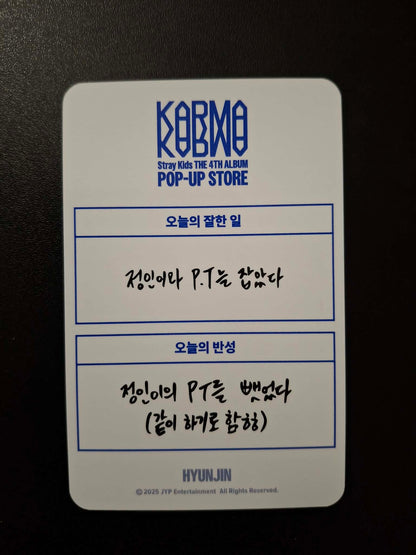 KARMA
Stray Kids THE 4TH ALBUM
POP-UP STORE
오늘의 잘한 일
정인이와 P.T를 잡았다
오늘의 반성
정인이의 PT를 뺏었다
(같이 하기로 함ㅎㅎ)
HYUNJIN
© 2025 JYP Entertainment All Rights Reserved.